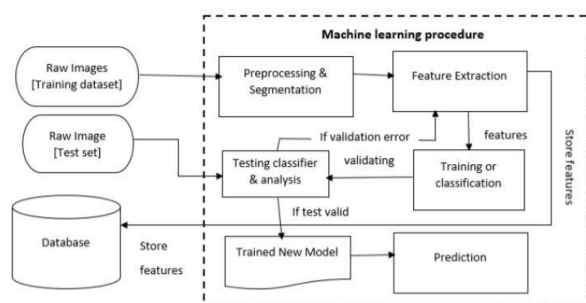 Machine learning procedure
Raw Images
[Training dataset]
Preprocessing &
Segmentation
Feature Extraction
Raw Image
[Test set]
If validation error
features
Testing classifier
& analysis
validating
Training or
classification
Store features
If test valid
Database
Store
features
Trained New Model
Prediction